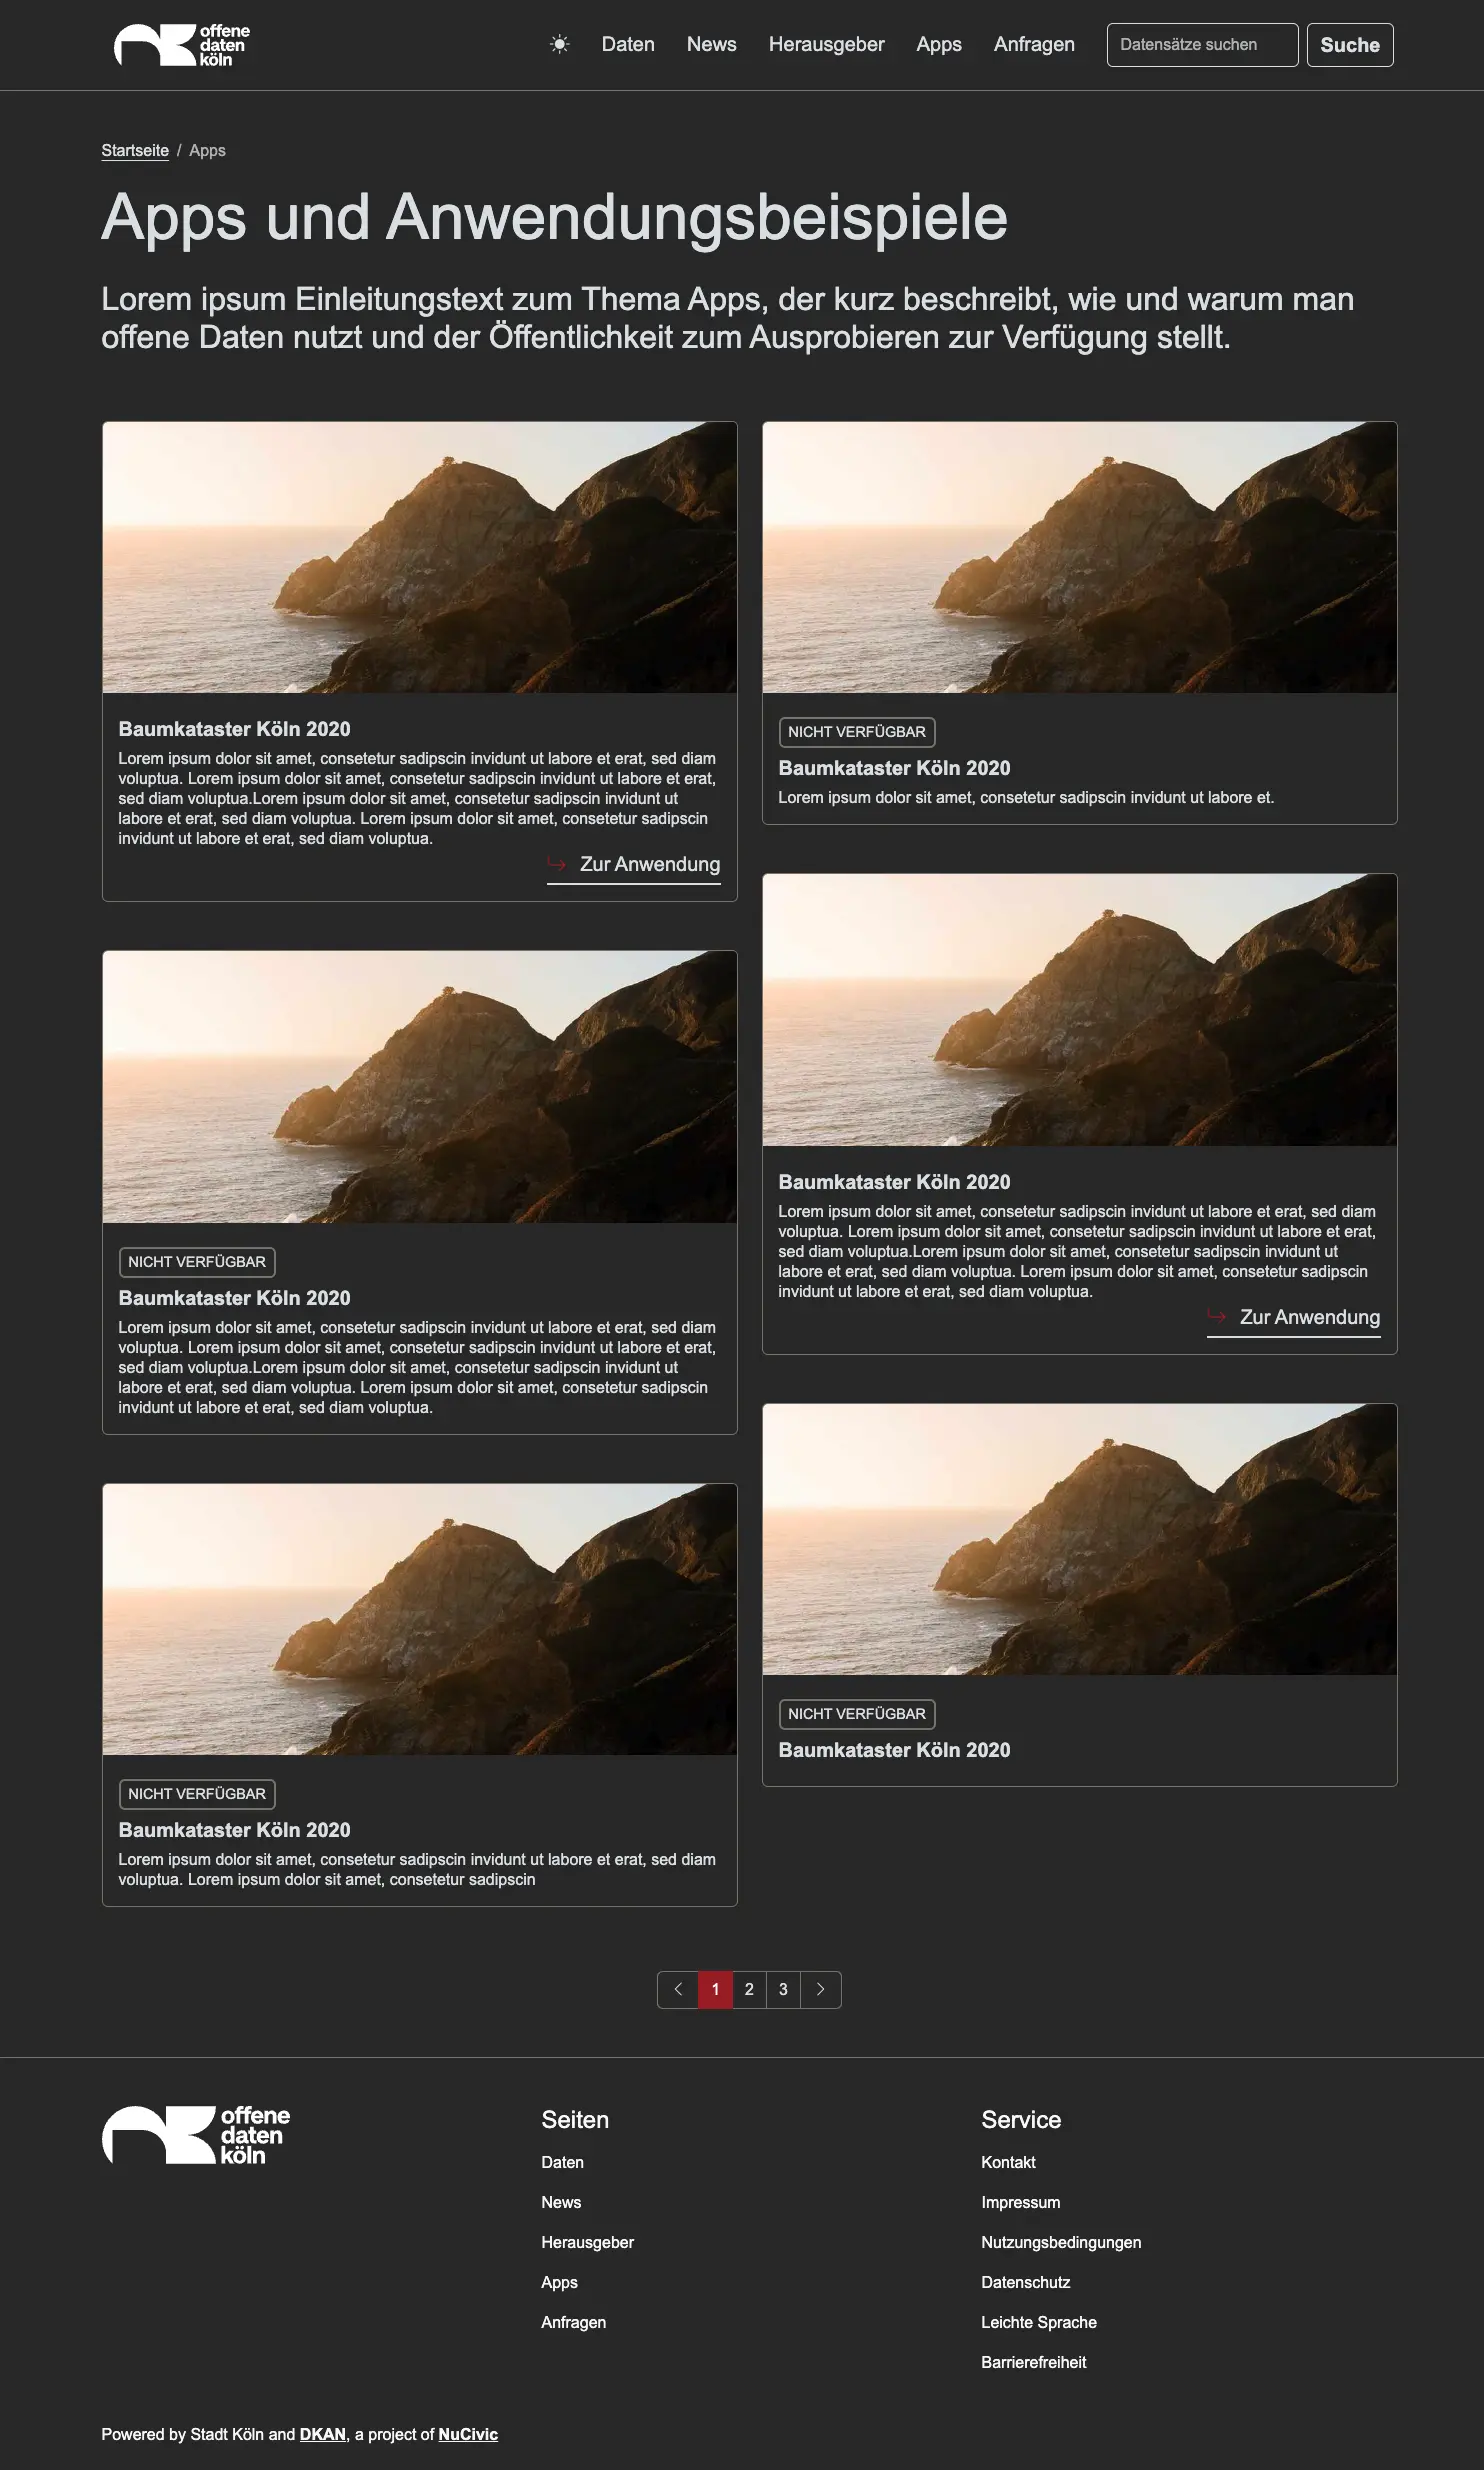 offene
daten
köln
Daten
News
Herausgeber
Apps
Anfragen
Datensätze suchen
Suche
Startseite / Apps
Apps und Anwendungsbeispiele
Lorem ipsum Einleitungstext zum Thema Apps, der kurz beschreibt, wie und warum man
offene Daten nutzt und der Öffentlichkeit zum Ausprobieren zur Verfügung stellt.
Baumkataster Köln 2020
Lorem ipsum dolor sit amet, consetetur sadipscin invidunt ut labore et erat, sed diam
voluptua. Lorem ipsum dolor sit amet, consetetur sadipscin invidunt ut labore et erat,
sed diam voluptua.Lorem ipsum dolor sit amet, consetetur sadipscin invidunt ut
labore et erat, sed diam voluptua. Lorem ipsum dolor sit amet, consetetur sadipscin
invidunt ut labore et erat, sed diam voluptua.
Zur Anwendung
NICHT VERFÜGBAR
Baumkataster Köln 2020
Lorem ipsum dolor sit amet, consetetur sadipscin invidunt ut labore et.
NICHT VERFÜGBAR
Baumkataster Köln 2020
Lorem ipsum dolor sit amet, consetetur sadipscin invidunt ut labore et erat, sed diam
voluptua. Lorem ipsum dolor sit amet, consetetur sadipscin invidunt ut labore et erat,
sed diam voluptua.Lorem ipsum dolor sit amet, consetetur sadipscin invidunt ut
labore et erat, sed diam voluptua. Lorem ipsum dolor sit amet, consetetur sadipscin
invidunt ut labore et erat, sed diam voluptua.
Baumkataster Köln 2020
Lorem ipsum dolor sit amet, consetetur sadipscin invidunt ut labore et erat, sed diam
voluptua. Lorem ipsum dolor sit amet, consetetur sadipscin invidunt ut labore et erat,
sed diam voluptua.Lorem ipsum dolor sit amet, consetetur sadipscin invidunt ut
labore et erat, sed diam voluptua. Lorem ipsum dolor sit amet, consetetur sadipscin
invidunt ut labore et erat, sed diam voluptua.
Zur Anwendung
NICHT VERFÜGBAR
Baumkataster Köln 2020
Lorem ipsum dolor sit amet, consetetur sadipscin invidunt ut labore et erat, sed diam
voluptua. Lorem ipsum dolor sit amet, consetetur sadipscin
NICHT VERFÜGBAR
Baumkataster Köln 2020
1 2 3
offene
daten
köln
Seiten
Daten
News
Herausgeber
Apps
Anfragen
Service
Kontakt
Impressum
Nutzungsbedingungen
Datenschutz
Leichte Sprache
Barrierefreiheit
Powered by Stadt Köln and DKAN, a project of NuCivic